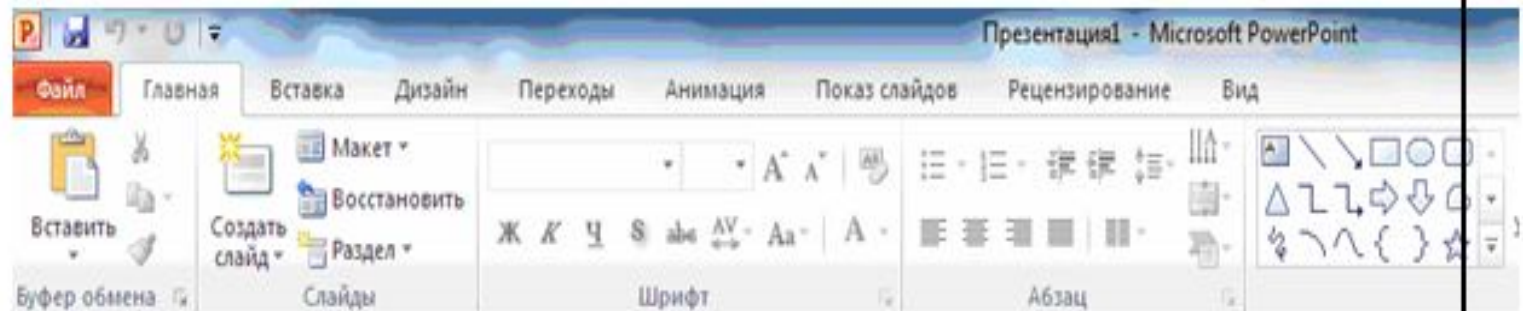 Презентация1 - Microsoft PowerPoint
Файл Главная Вставка Дизайн Переходы Анимация Показ слайдов Рецензирование Вид
Вставить
Создать слайд
Макет
Восстановить
Раздел
Ж К Ч S abc AV Aa A
Буфер обмена Слайды Шрифт Абзац